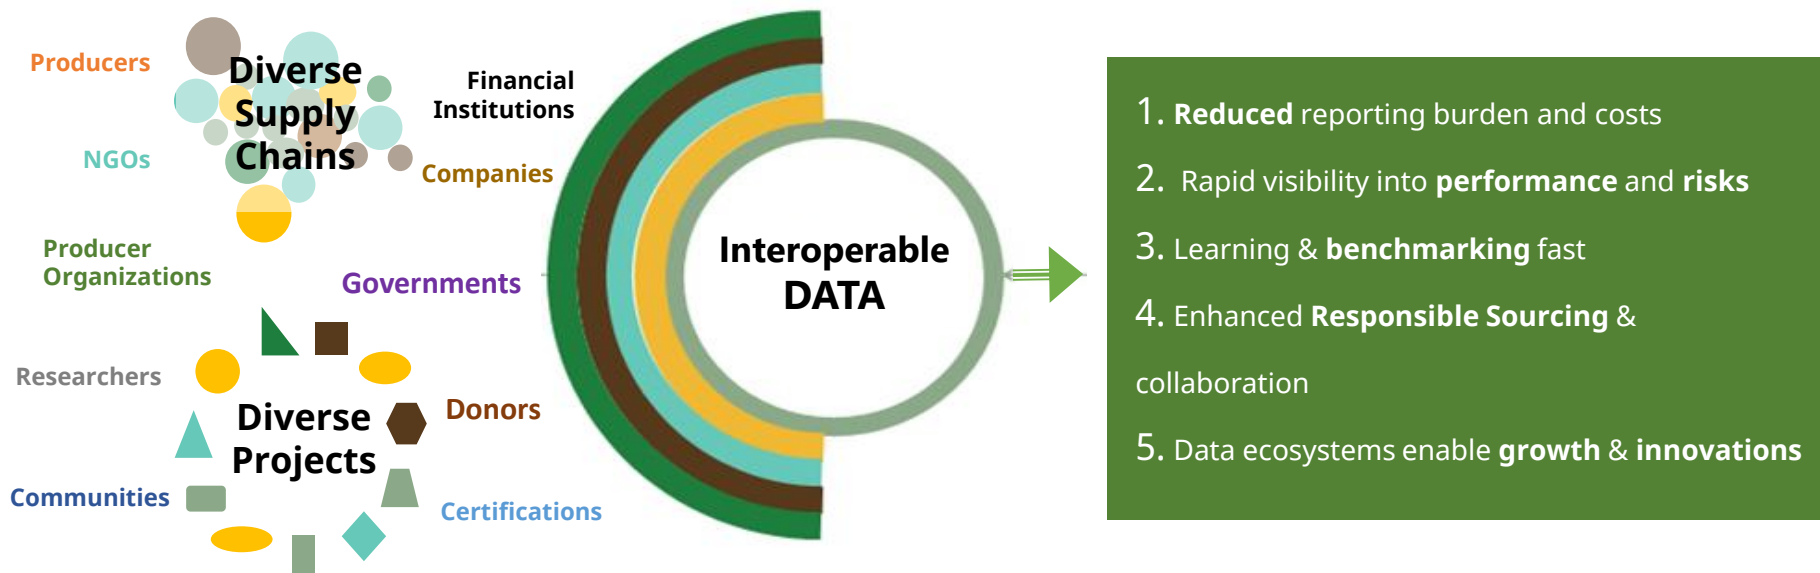 Producers
Diverse
Supply
Chains
Financial
Institutions
NGOs
Companies
Producer
Organizations
Governments
Researchers
Diverse
Projects
Donors
Communities
Certifications
Interoperable
DATA
1. Reduced reporting burden and costs
2. Rapid visibility into performance and risks
3. Learning & benchmarking fast
4. Enhanced Responsible Sourcing &
collaboration
5. Data ecosystems enable growth & innovations